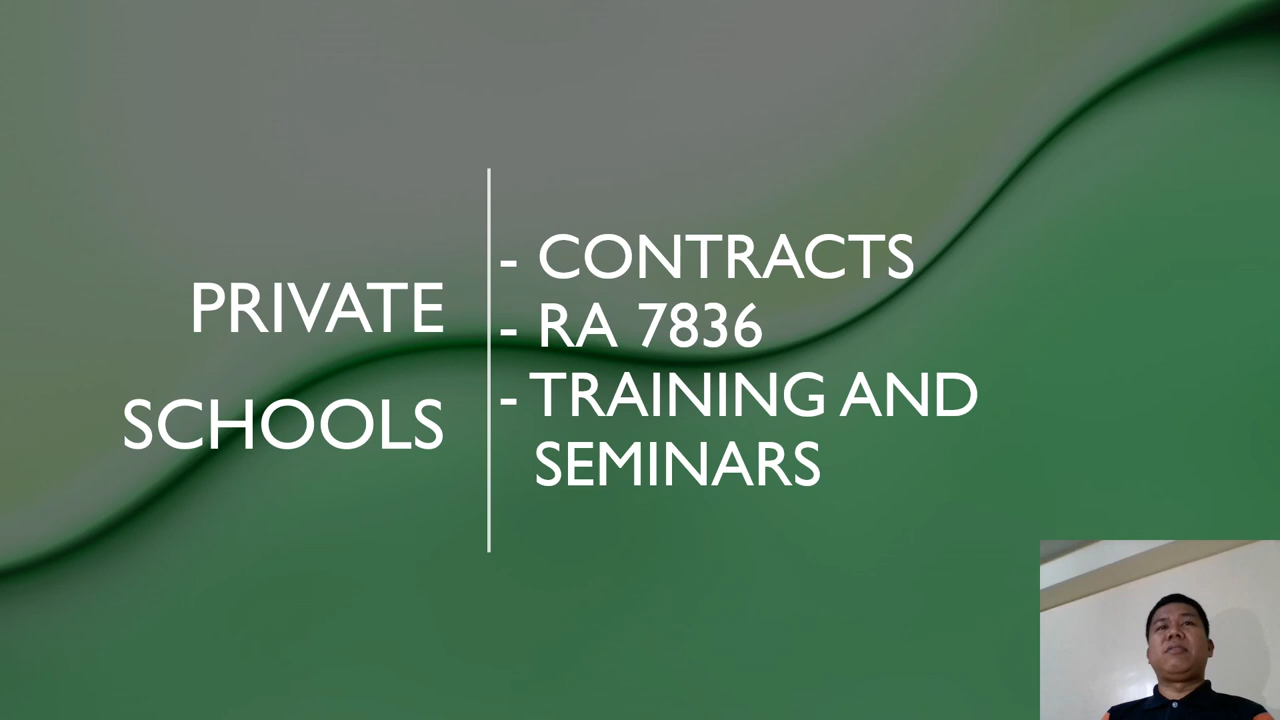 PRIVATE
SCHOOLS
- CONTRACTS
- RA 7836
- TRAINING AND
SEMINARS